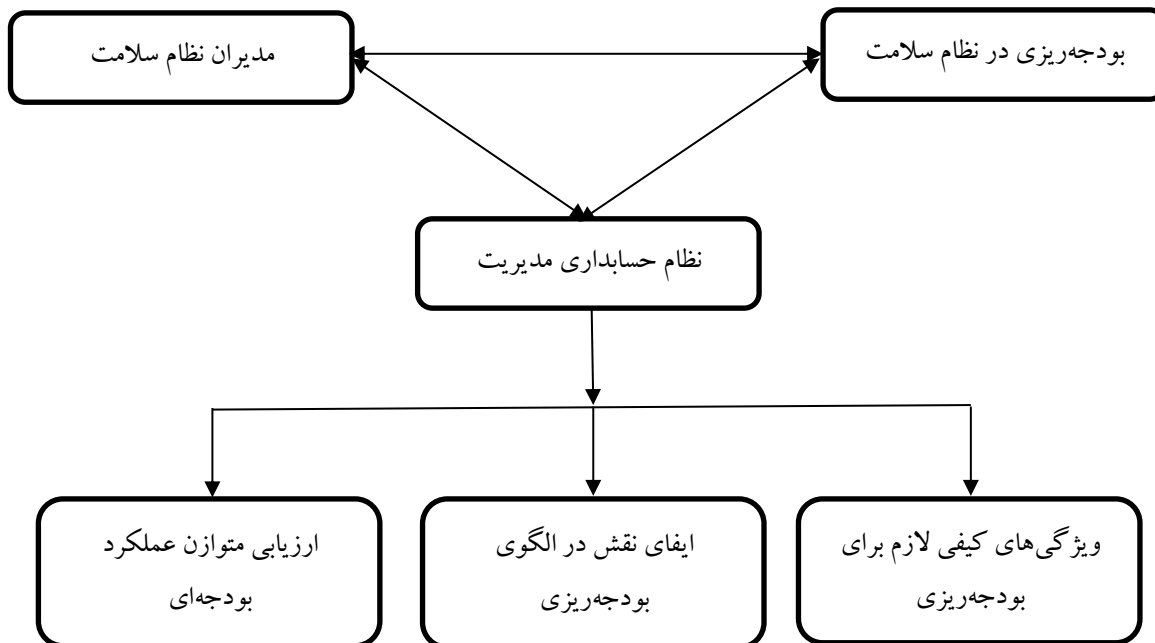 بودجه‌ریزی در نظام سلامت
مدیران نظام سلامت
نظام حسابداری مدیریت
ویژگی‌های کیفی لازم برای
بودجه‌ریزی
ایفای نقش در الگوی
بودجه‌ریزی
ارزیابی متوازن عملکرد
بودجه‌ای